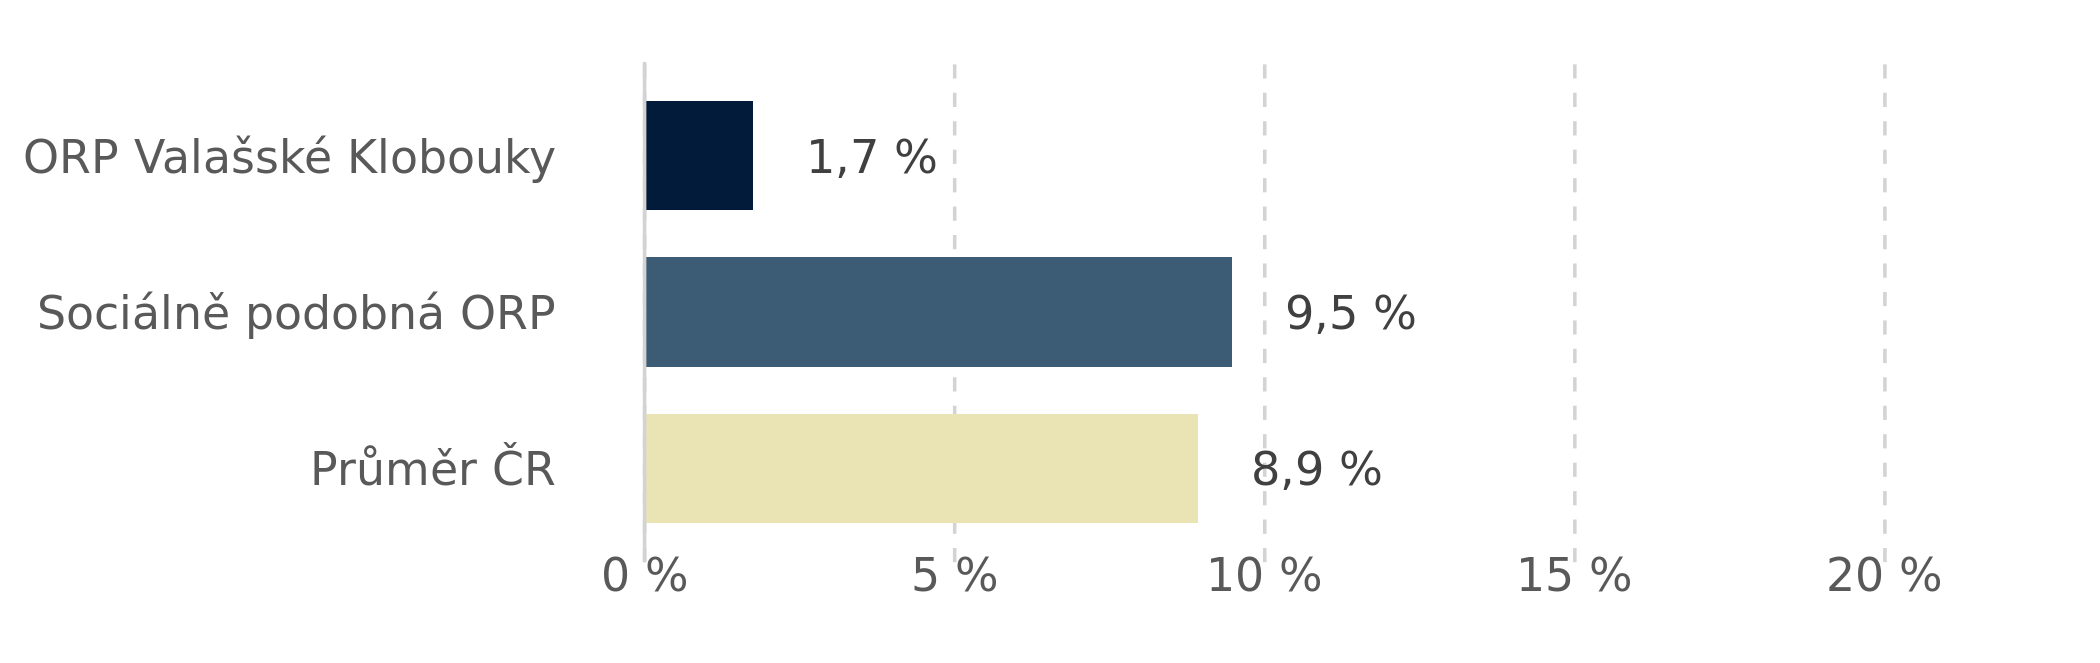 ORP Valašské Klobouky
1,7 %
Sociálně podobná ORP
9,5 %
Průměr ČR
8,9 %
0 %
5 %
10 %
15 %
20 %